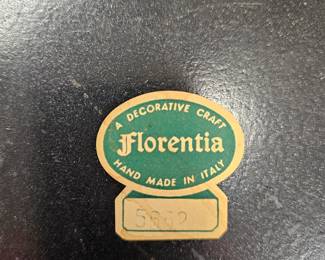 A DECORATIVE CRAFT
Florentia
HAND MADE IN ITALY